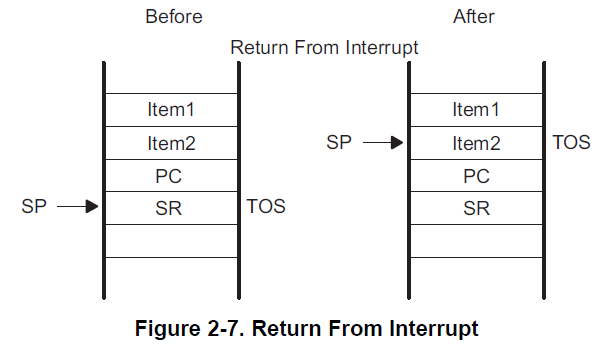 Before After
Return From Interrupt
Item1 Item1
Item2 SP Item2 TOS
PC PC
SP SR TOS SR
Figure 2-7. Return From Interrupt